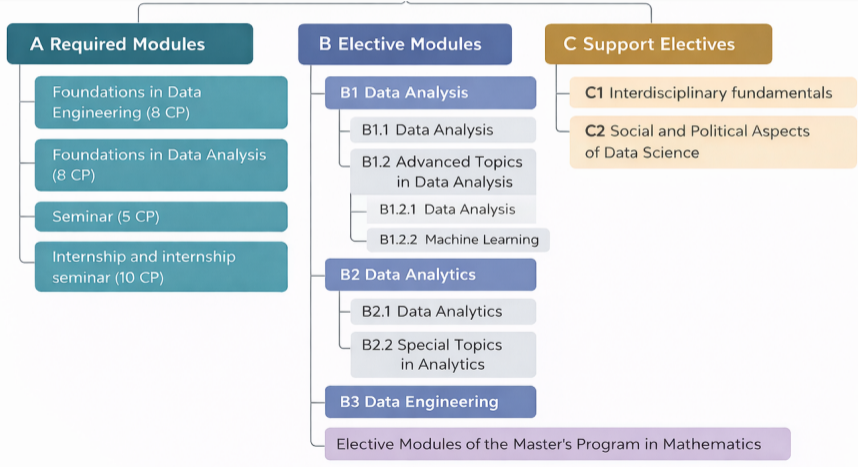 A Required Modules
Foundations in Data
Engineering (8 CP)
Foundations in Data Analysis
(8 CP)
Seminar (5 CP)
Internship and internship
seminar (10 CP)
B Elective Modules
B1 Data Analysis
B1.1 Data Analysis
B1.2 Advanced Topics
in Data Analysis
B1.2.1 Data Analysis
B1.2.2 Machine Learning
B2 Data Analytics
B2.1 Data Analytics
B2.2 Special Topics
in Analytics
B3 Data Engineering
Elective Modules of the Master's Program in Mathematics
C Support Electives
C1 Interdisciplinary fundamentals
C2 Social and Political Aspects
of Data Science